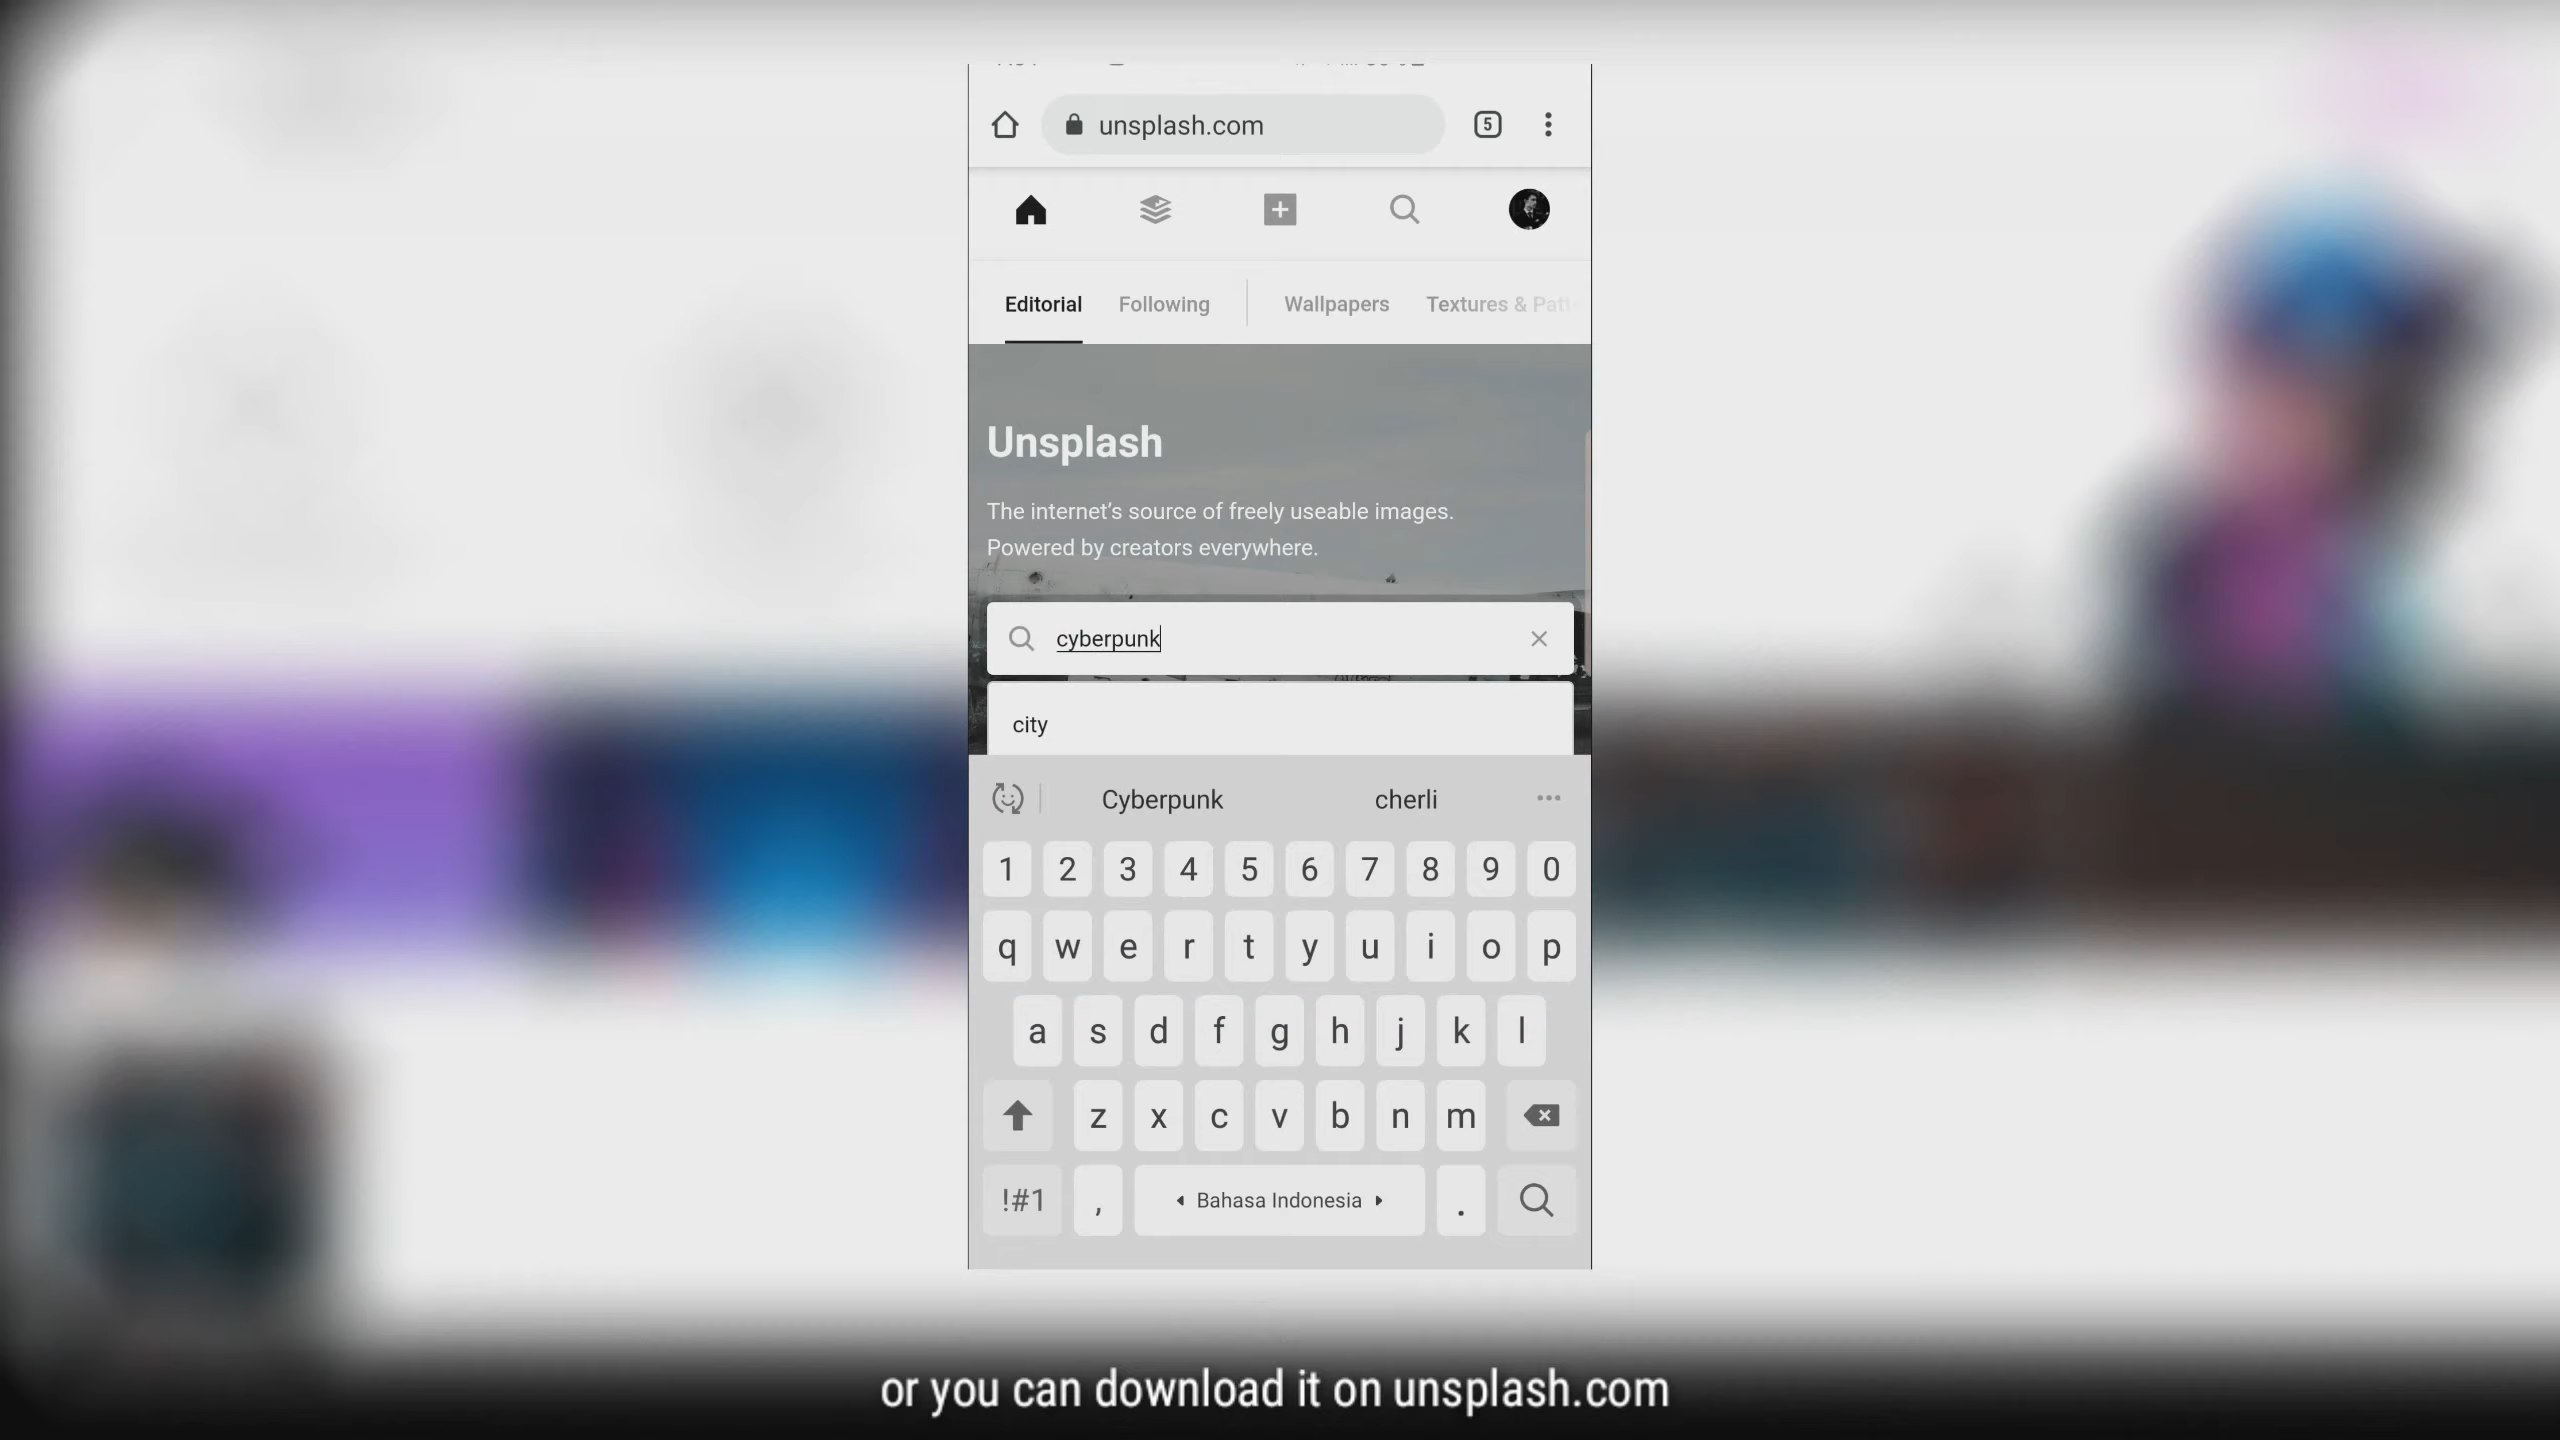 unsplash.com
5
Editorial Following Wallpapers Textures & Patte
Unsplash
The internet's source of freely useable images.
Powered by creators everywhere.
cyberpunk
city
Cyberpunk cherli
1 2 3 4 5 6 7 8 9 0
q w e r t y u i o p
a s d f g h j k l
z x c v b n m
!#1 , Bahasa Indonesia .
or you can download it on unsplash.com